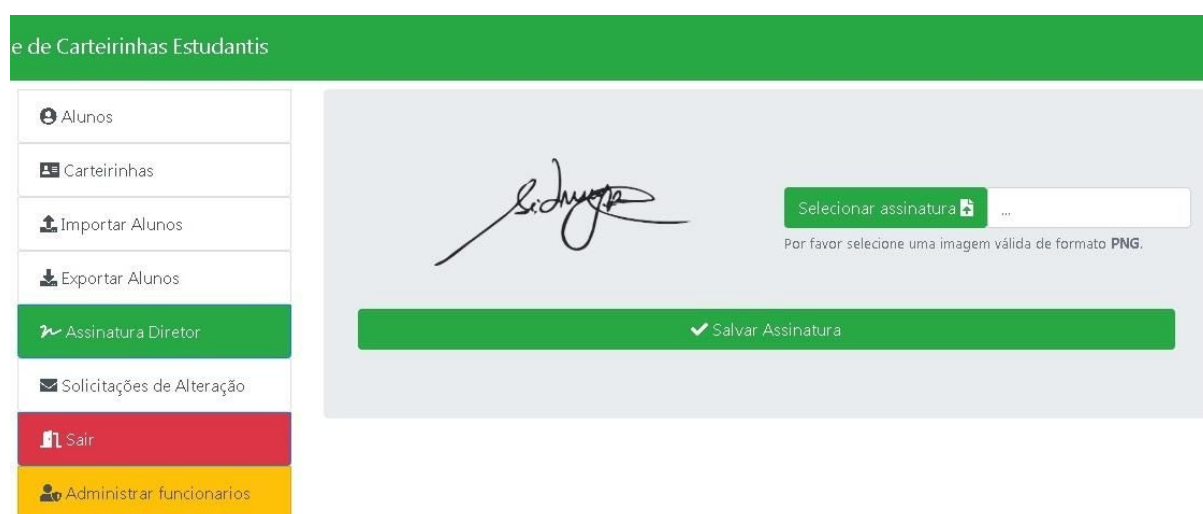 e de Carteirinhas Estudantis
Alunos
Carteirinhas
Importar Alunos
Exportar Alunos
Assinatura Diretor
Solicitações de Alteração
Sair
Administrar funcionarios
Selecionar assinatura ...
Por favor selecione uma imagem válida de formato PNG.
Salvar Assinatura